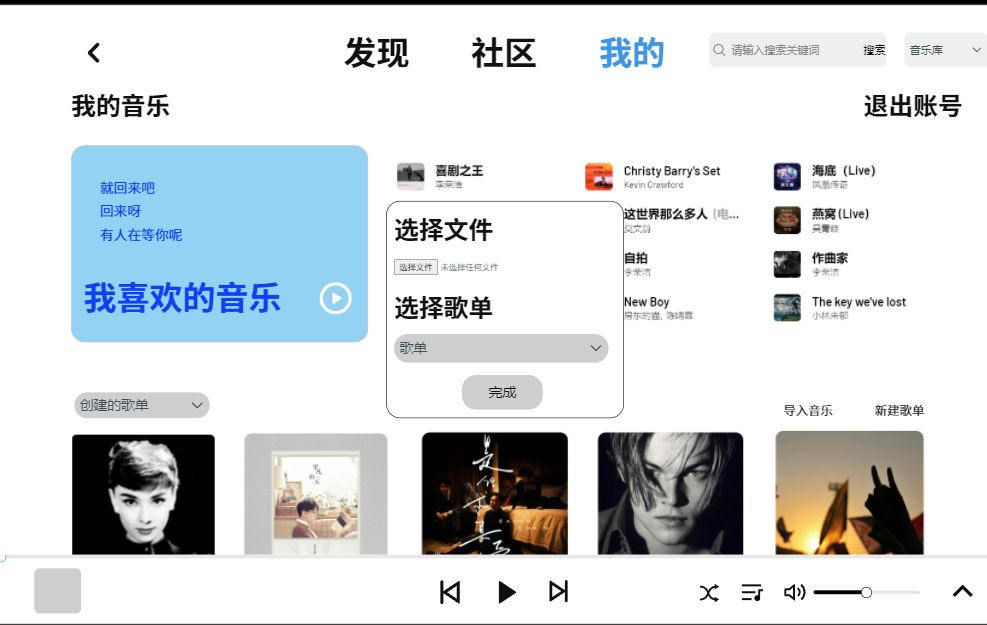 发现
社区
我的
请输入搜索关键词
搜索
音乐库
我的音乐
退出账号
就回来吧
回来呀
有人在等你呢
我喜欢的音乐
喜剧之王
李荣浩
Christy Barry's Set
Kevin Crawford
海底（Live）
凤凰传奇
这世界那么多人（电...
莫文蔚
燕窝（Live）
吴青峰
自拍
李荣浩
作曲家
李荣浩
New Boy
房东的猫, 陈婧霏
The key we've lost
小林未郁
选择文件
选择文件 未选择任何文件
选择歌单
歌单
完成
创建的歌单
导入音乐
新建歌单